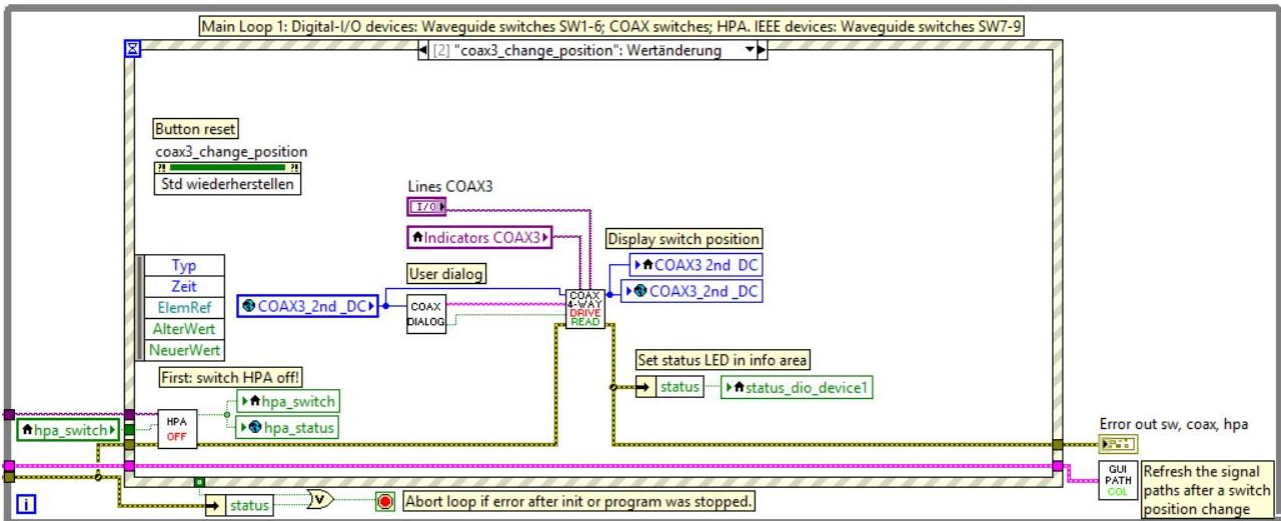 Main Loop 1: Digital-I/O devices: Waveguide switches SW1-6; COAX switches; HPA. IEEE devices: Waveguide switches SW7-9
[2] "coax3_change_position": Wertänderung
Button reset
coax3_change_position
?! ?!
Std wiederherstellen
Lines COAX3
I/O
Indicators COAX3
Display switch position
COAX3 2nd DC
COAX3_2nd _DC
User dialog
COAX3_2nd _DC
COAX
DIALOG
COAX
4-WAY
DRIVE
READ
Typ
Zeit
ElemRef
AlterWert
NeuerWert
Set status LED in info area
status
status_dio_device1
First: switch HPA off!
hpa_switch
hpa_status
hpa_switch
HPA
OFF
Error out sw, coax, hpa
GUI
PATH
COL
Refresh the signal
paths after a switch
position change
i
status
V
Abort loop if error after init or program was stopped.